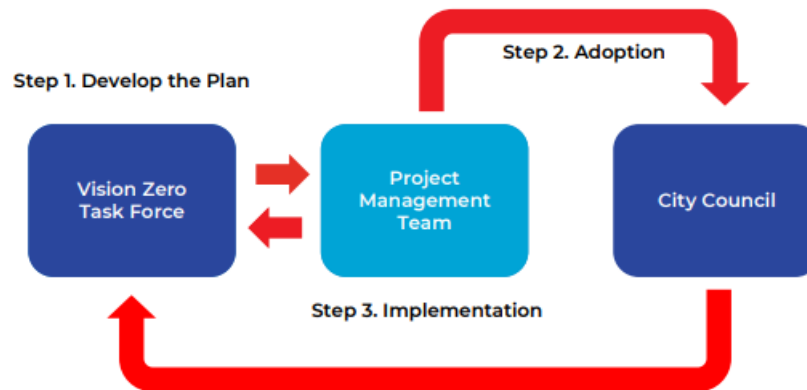 Step 2. Adoption
Step 1. Develop the Plan
Vision Zero
Task Force
Project
Management
Team
City Council
Step 3. Implementation